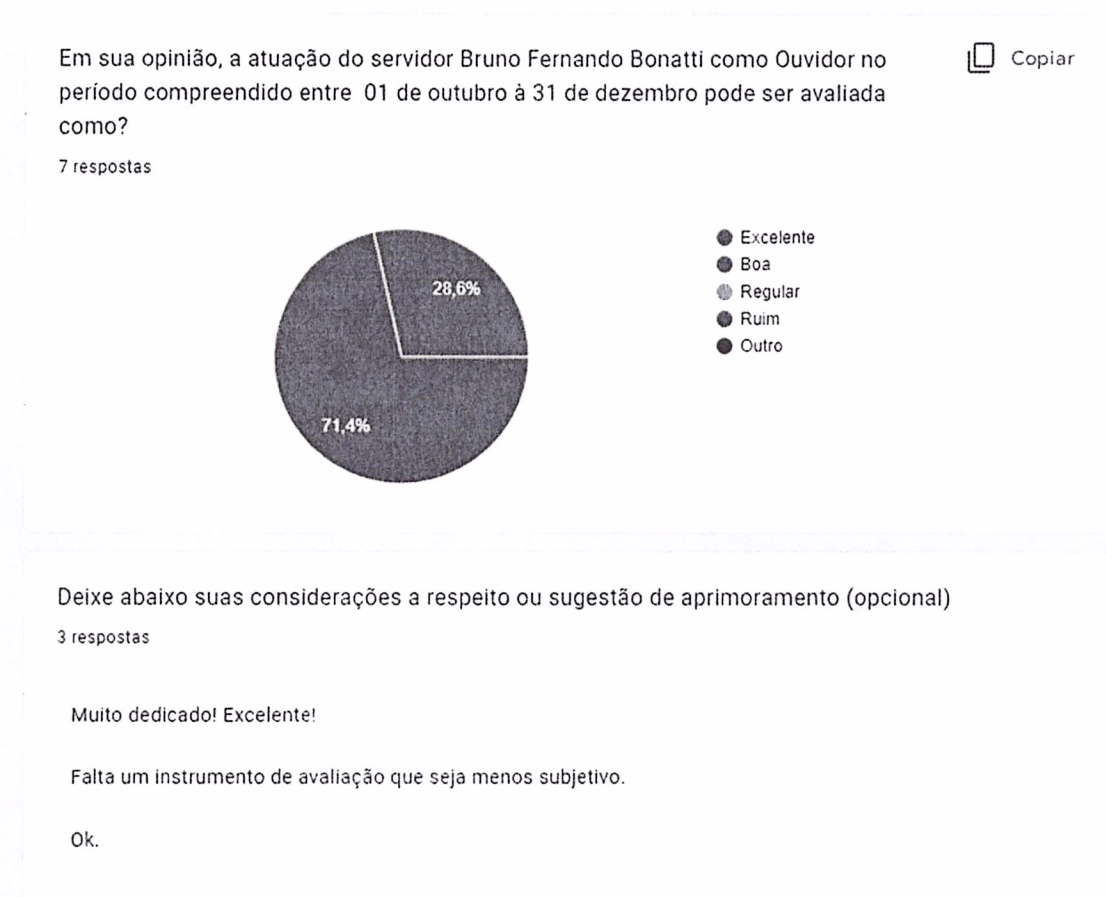 Em sua opinião, a atuação do servidor Bruno Fernando Bonatti como Ouvidor no
período compreendido entre 01 de outubro à 31 de dezembro pode ser avaliada
como?
Copiar
7 respostas
28,6%
71,4%
Excelente
Boa
Regular
Ruim
Outro
Deixe abaixo suas considerações a respeito ou sugestão de aprimoramento (opcional)
3 respostas
Muito dedicado! Excelente!
Falta um instrumento de avaliação que seja menos subjetivo.
Ok.